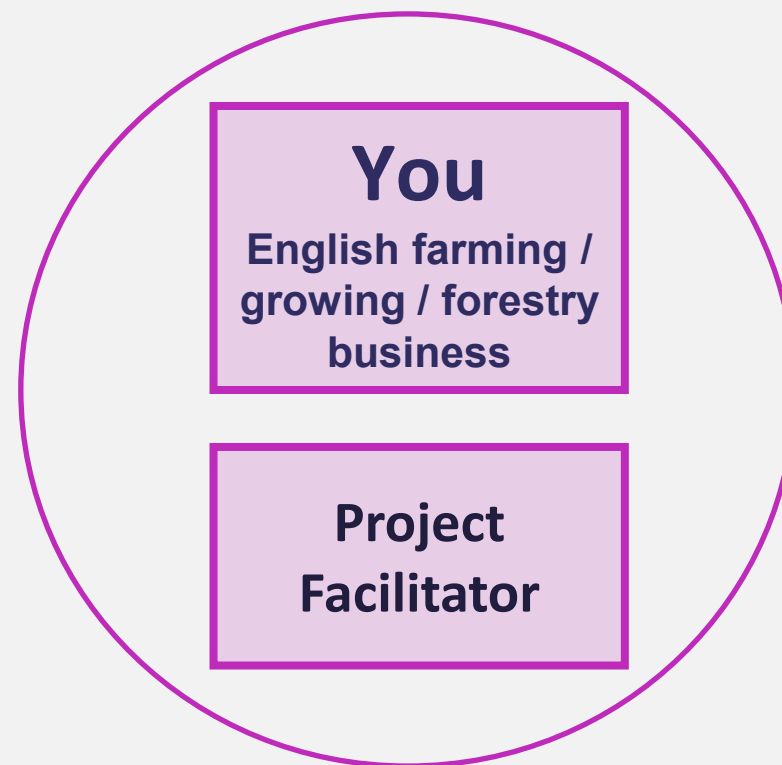 You
English farming /
growing / forestry
business
Project
Facilitator